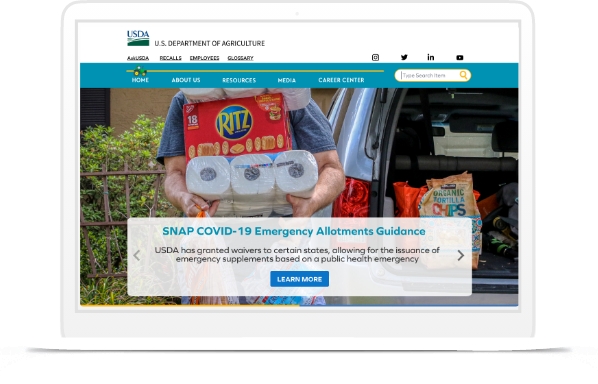 USDA
U.S. DEPARTMENT OF AGRICULTURE
AskUSDA RECALLS EMPLOYEES GLOSSARY
HOME ABOUT US RESOURCES MEDIA CAREER CENTER
Type Search Item
18
RITZ
ORGANIC
TORTILLA
CHIPS
SNAP COVID-19 Emergency Allotments Guidance
USDA has granted waivers to certain states, allowing for the issuance of
emergency supplements based on a public health emergency
LEARN MORE